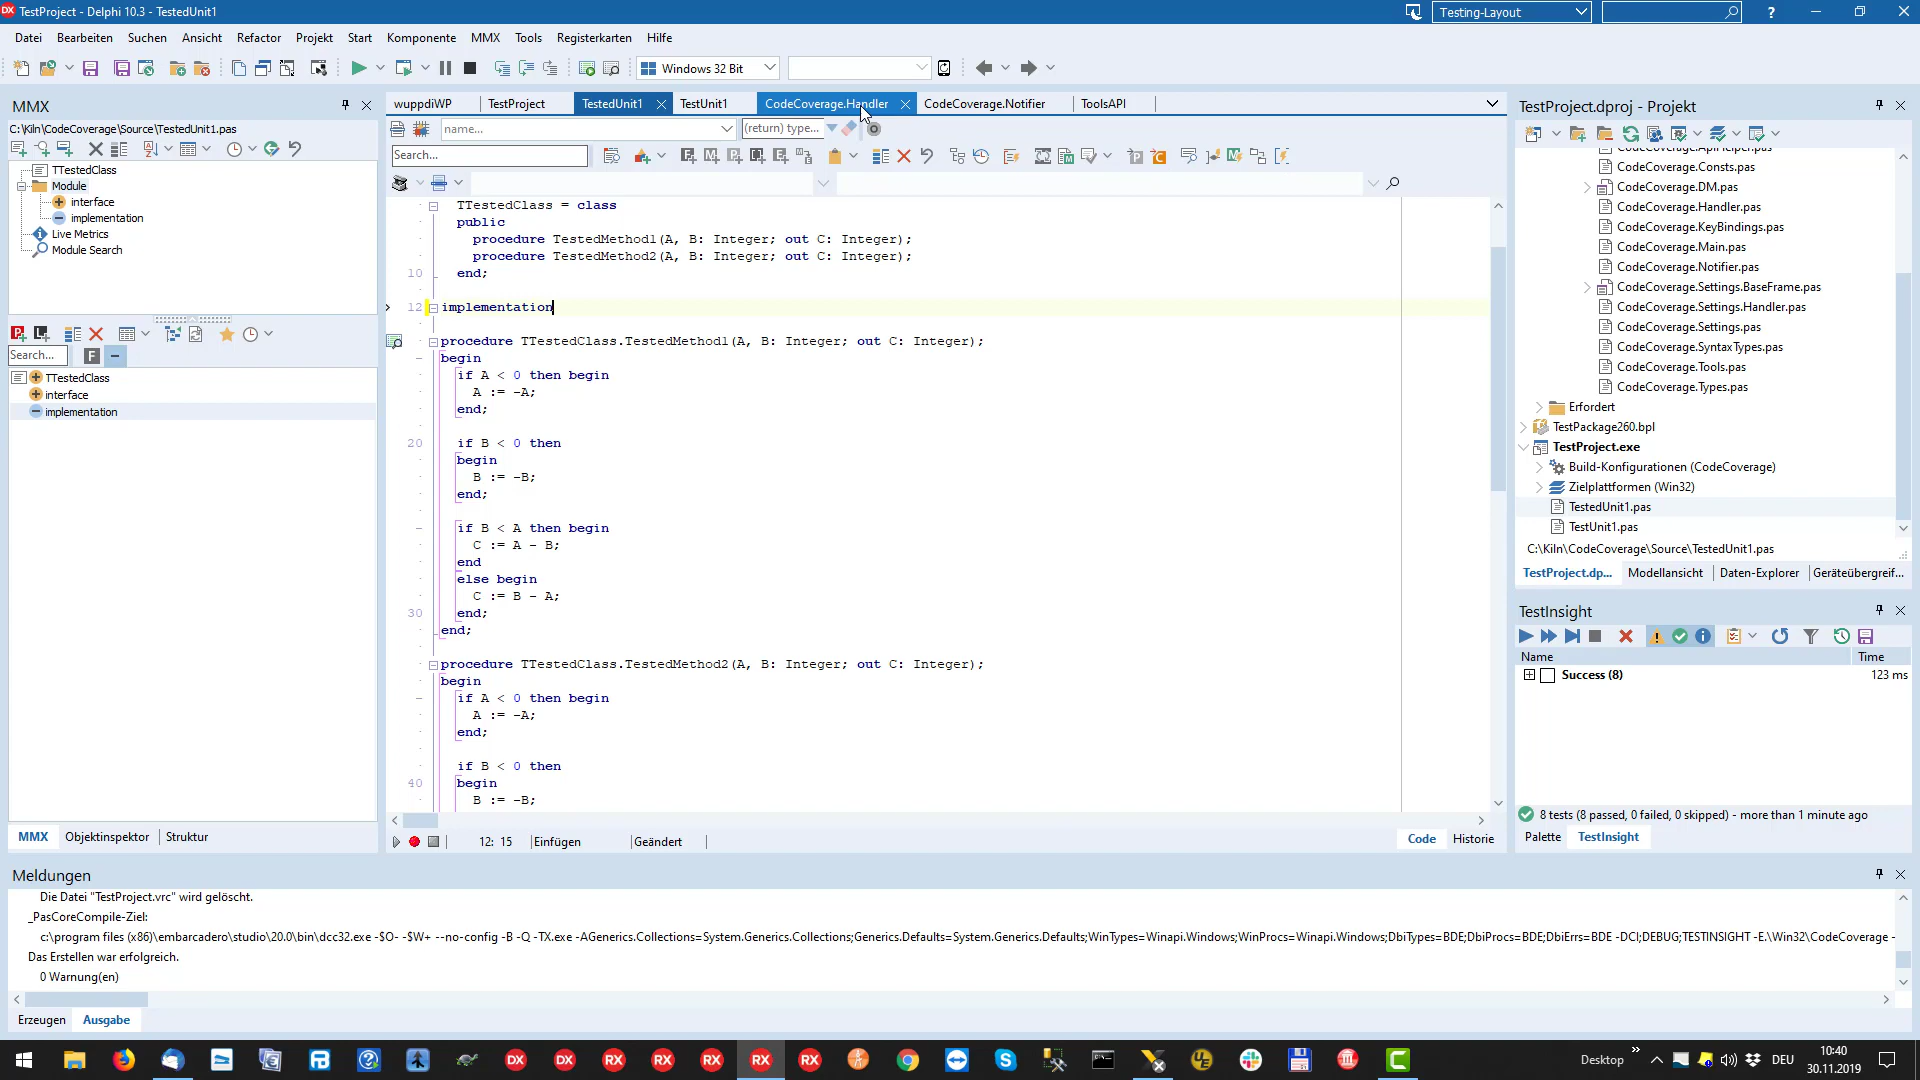 TestProject - Delphi 10.3 - TestedUnit1
Testing-Layout
Datei Bearbeiten Suchen Ansicht Refactor Projekt Start Komponente MMX Tools Registerkarten Hilfe
Windows 32 Bit
MMX
C:\Kiln\CodeCoverage\Source\TestedUnit1.pas
TTestedClass
Module
interface
implementation
Live Metrics
Module Search
Search...
F
TTestedClass
interface
implementation
MMX Objektinspektor Struktur
wuppdiWP TestProject TestedUnit1 TestUnit1 CodeCoverage.Handler CodeCoverage.Notifier ToolsAPI
name... (return) type...
Search...
TTestedClass = class
public
procedure TestedMethod1(A, B: Integer; out C: Integer);
procedure TestedMethod2(A, B: Integer; out C: Integer);
10 end;
12 implementation
procedure TTestedClass.TestedMethod1(A, B: Integer; out C: Integer);
begin
if A < 0 then begin
A := -A;
end;
20 if B < 0 then
begin
B := -B;
end;
if B < A then begin
C := A - B;
end
else begin
C := B - A;
30 end;
end;
procedure TTestedClass.TestedMethod2(A, B: Integer; out C: Integer);
begin
if A < 0 then begin
A := -A;
end;
if B < 0 then
40 begin
B := -B;
12: 15 Einfügen Geändert
Code Historie
TestProject.dproj - Projekt
CodeCoverage.ApiHelper.pas
CodeCoverage.Consts.pas
CodeCoverage.DM.pas
CodeCoverage.Handler.pas
CodeCoverage.KeyBindings.pas
CodeCoverage.Main.pas
CodeCoverage.Notifier.pas
CodeCoverage.Settings.BaseFrame.pas
CodeCoverage.Settings.Handler.pas
CodeCoverage.Settings.pas
CodeCoverage.SyntaxTypes.pas
CodeCoverage.Tools.pas
CodeCoverage.Types.pas
Erfordert
TestPackage260.bpl
TestProject.exe
Build-Konfigurationen (CodeCoverage)
Zielplattformen (Win32)
TestedUnit1.pas
TestUnit1.pas
C:\Kiln\CodeCoverage\Source\TestedUnit1.pas
TestProject.dp... Modellansicht Daten-Explorer Geräteübergreif...
TestInsight
Name Time
Success (8) 123 ms
8 tests (8 passed, 0 failed, 0 skipped) - more than 1 minute ago
Palette TestInsight
Meldungen
Die Datei "TestProject.vrc" wird gelöscht.
_PasCoreCompile-Ziel:
c:\program files (x86)\embarcadero\studio\20.0\bin\dcc32.exe -$O- -$W+ --no-config -B -Q -TX.exe -AGenerics.Collections=System.Generics.Collections;Generics.Defaults=System.Generics.Defaults;WinTypes=Winapi.Windows;WinProcs=Winapi.Windows;DbiTypes=BDE;DbiProcs=BDE;DbiErrs=BDE -DCI;DEBUG;TESTINSIGHT -E.\Win32\CodeCoverage -
Das Erstellen war erfolgreich.
0 Warnung(en)
Erzeugen Ausgabe
DX DX RX RX RX RX RX
Desktop
DEU
10:40
30.11.2019